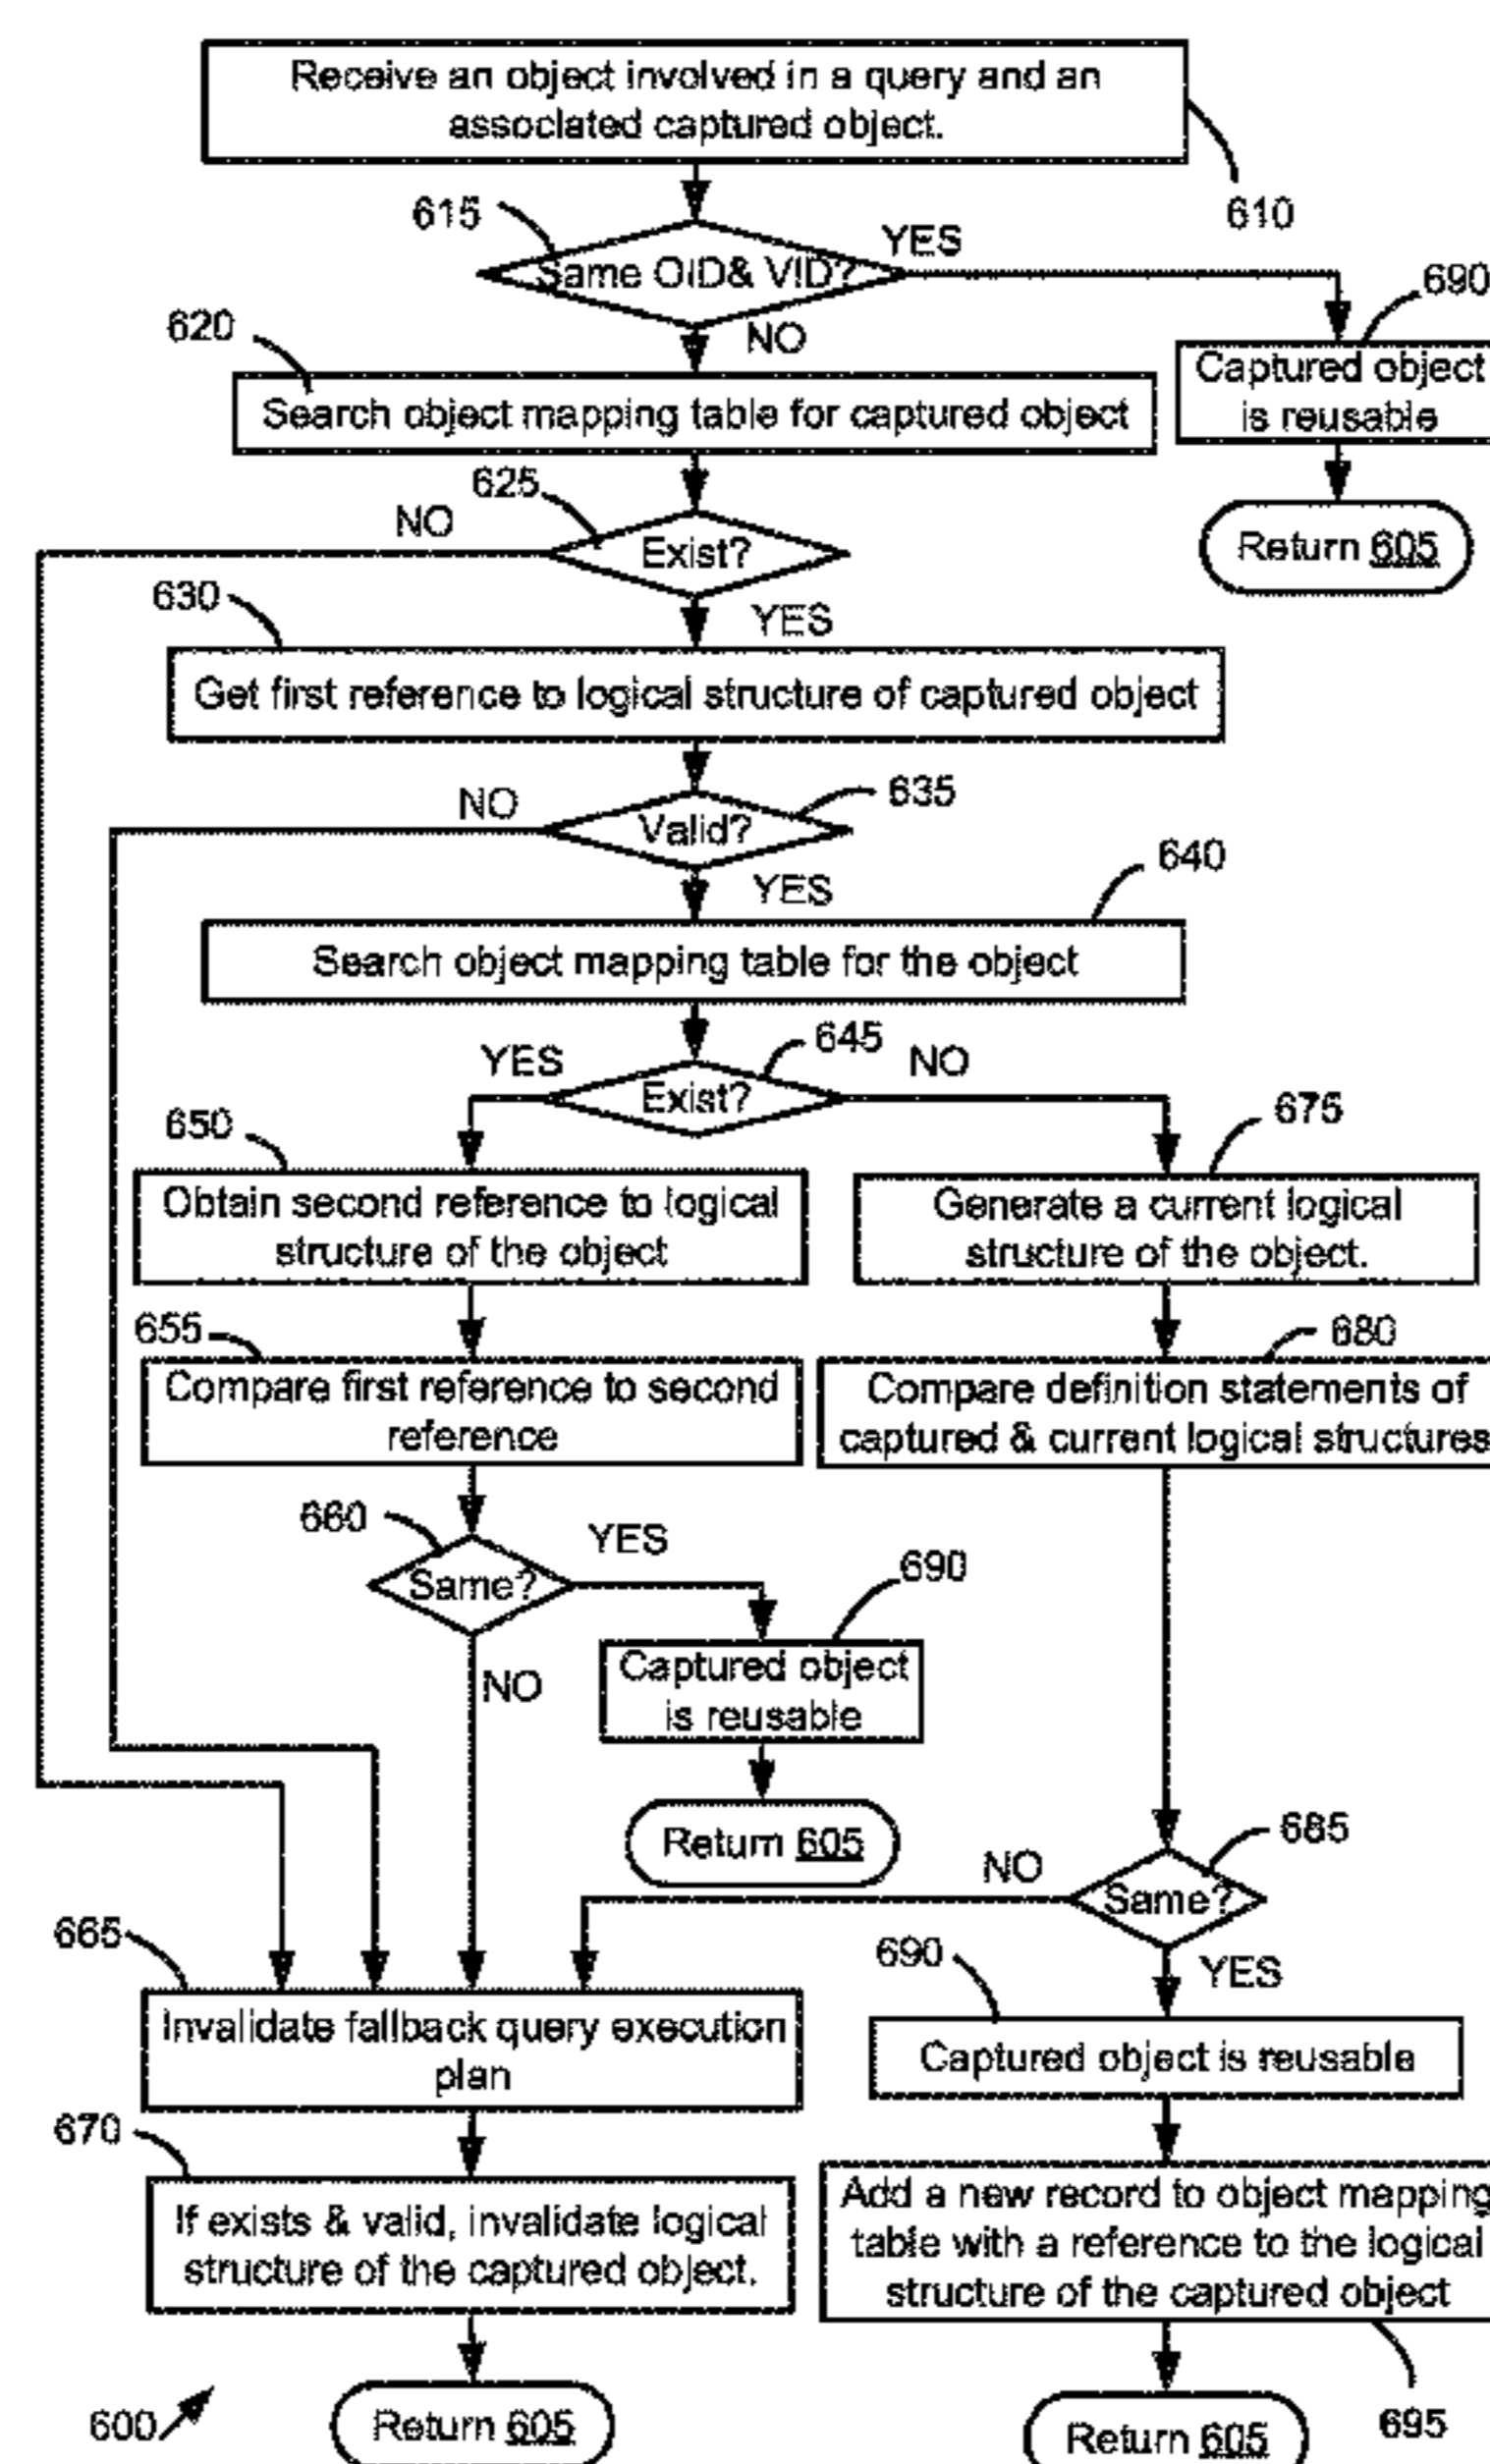 Receive an object involved in a query and an
associated captured object.
610
615
Same OID& VID?
YES
NO
690
Captured object
is reusable
Return 605
620
Search object mapping table for captured object
625
NO
Exist?
YES
630
Get first reference to logical structure of captured object
NO
635
Valid?
YES
640
Search object mapping table for the object
645
YES
Exist?
NO
650
Obtain second reference to logical
structure of the object
675
Generate a current logical
structure of the object.
655
Compare first reference to second
reference
680
Compare definition statements of
captured & current logical structures
660
Same?
YES
NO
690
Captured object
is reusable
Return 605
685
NO
Same?
YES
665
Invalidate fallback query execution
plan
690
Captured object is reusable
670
If exists & valid, invalidate logical
structure of the captured object.
Add a new record to object mapping
table with a reference to the logical
structure of the captured object
695
600
Return 605
Return 605